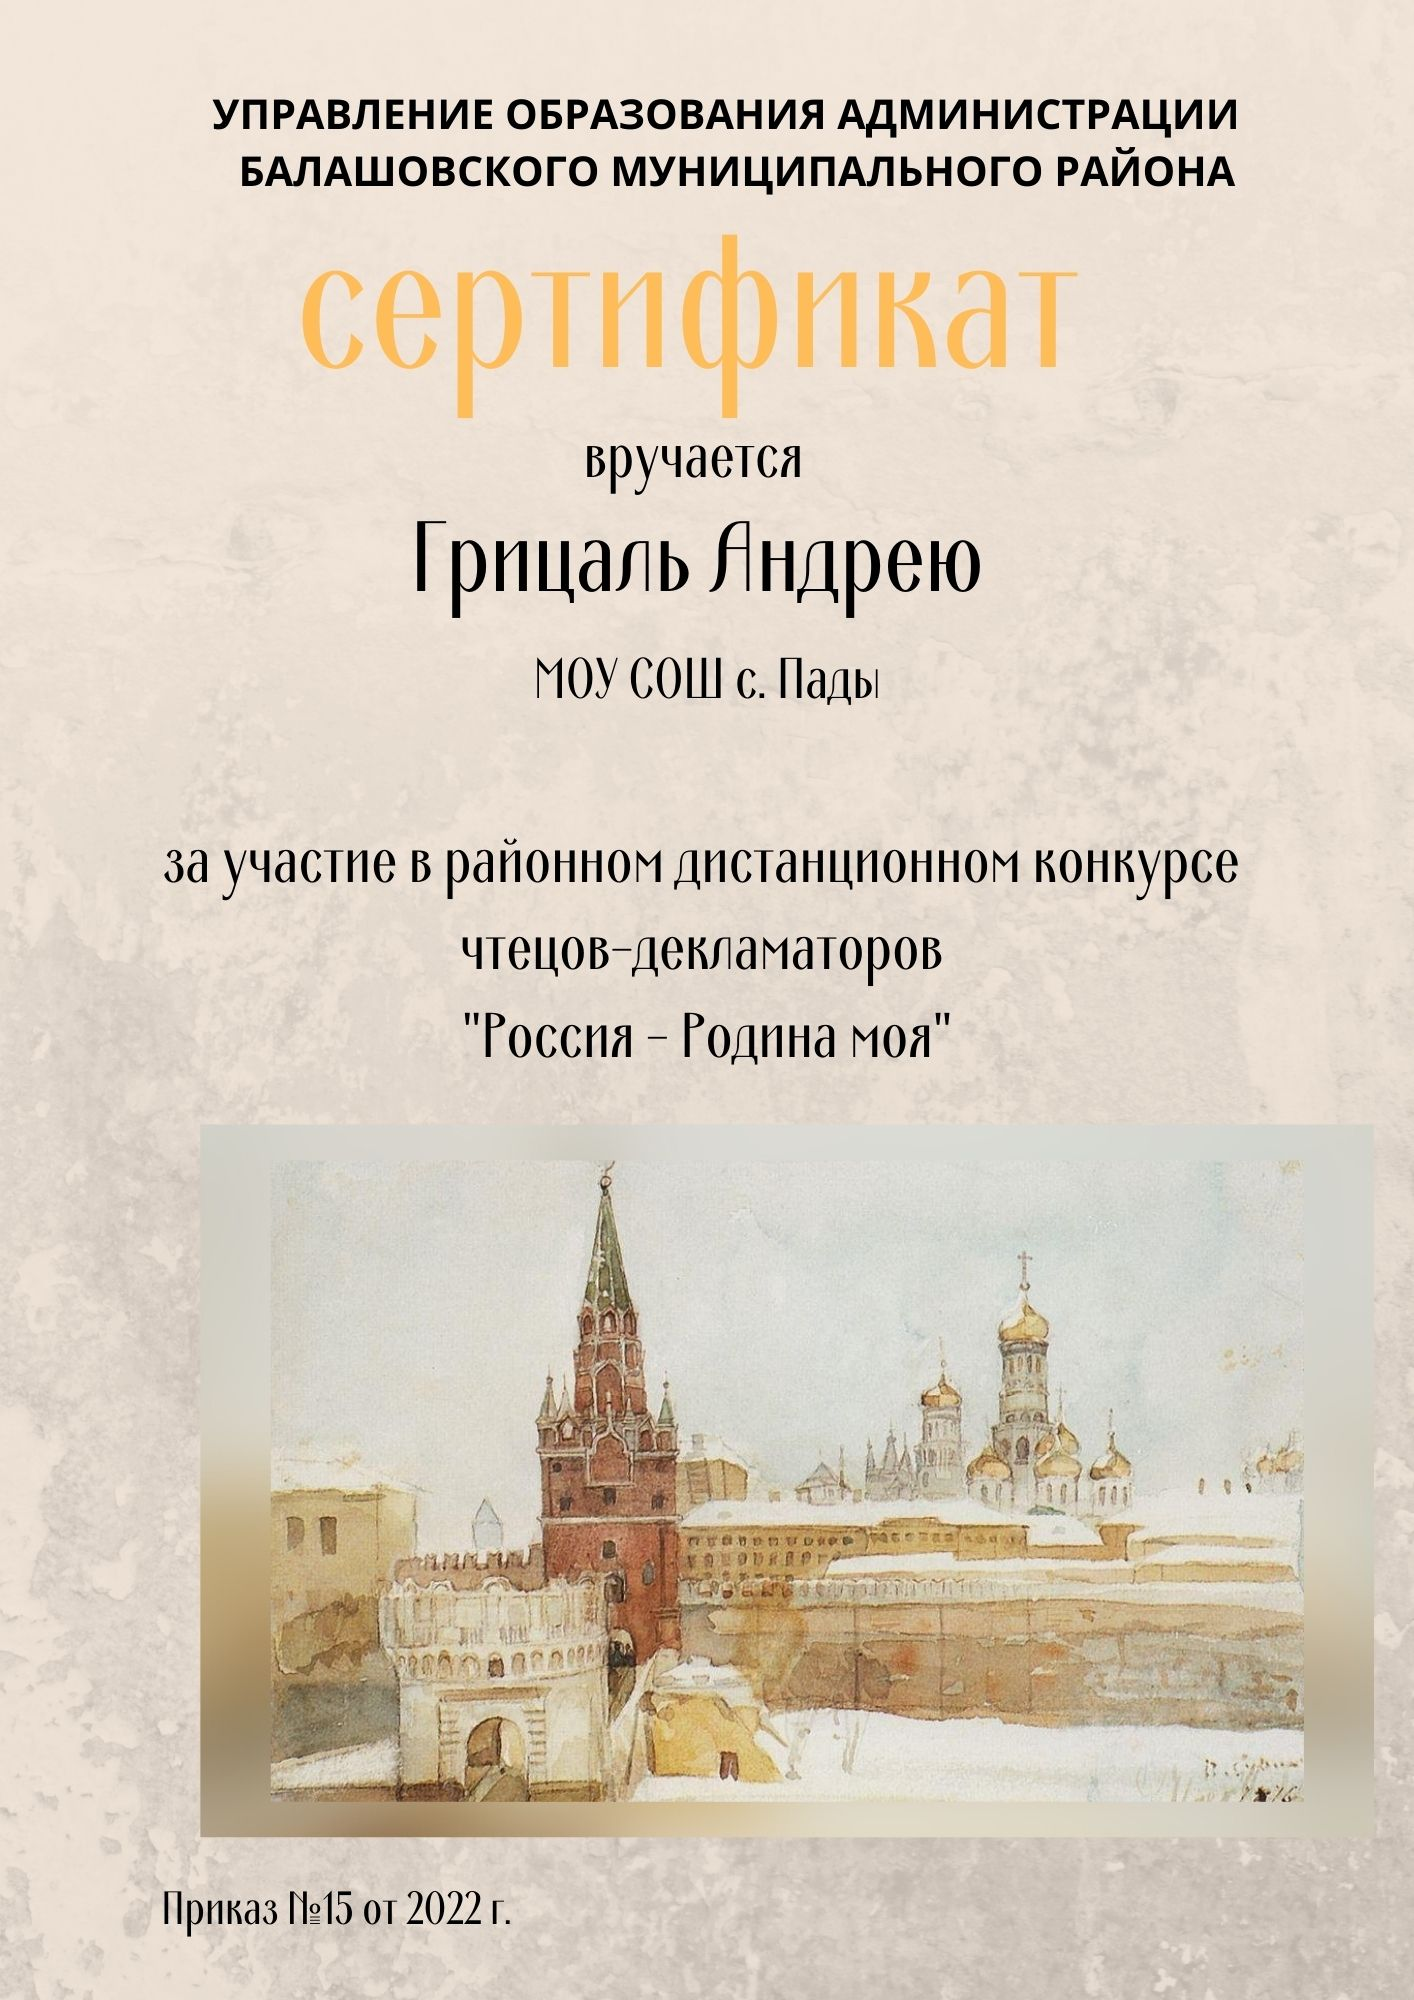 УПРАВЛЕНИЕ ОБРАЗОВАНИЯ АДМИНИСТРАЦИИ
БАЛАШОВСКОГО МУНИЦИПАЛЬНОГО РАЙОНА
сертификат
вручается
Грицаль Андрею
МОУ СОШ с. Пады
за участие в районном дистанционном конкурсе
чтецов-декламаторов
"Россия - Родина моя"
Приказ №15 от 2022 г.